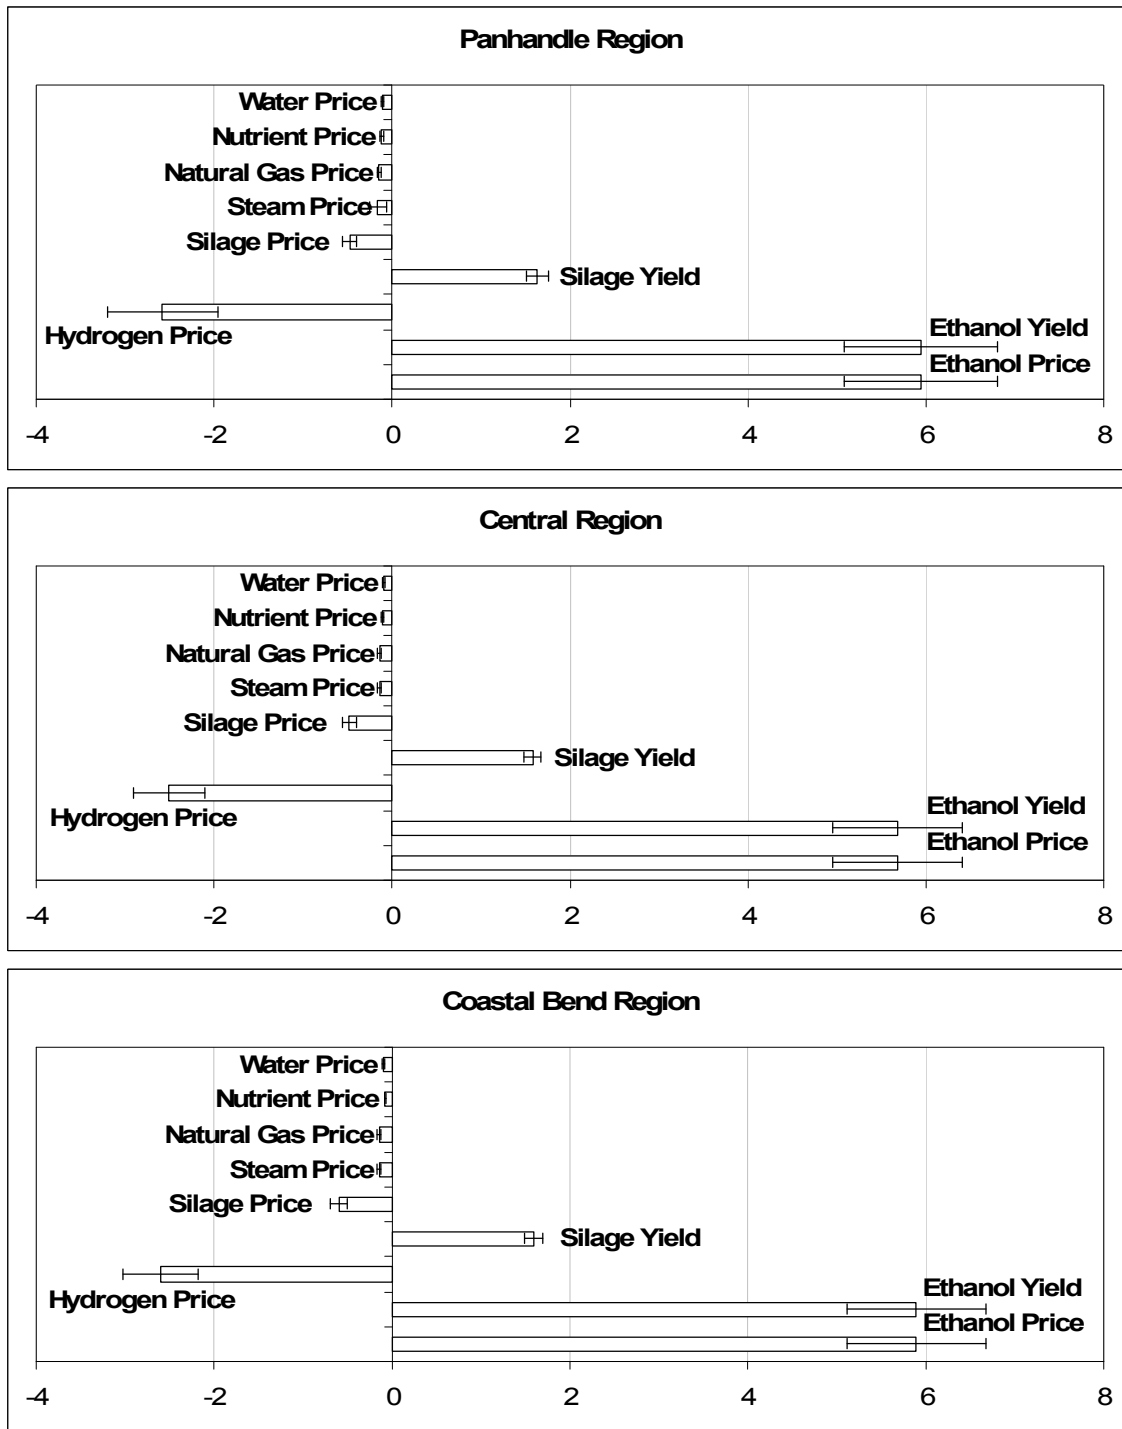 Panhandle Region
Water Price
Nutrient Price
Natural Gas Price
Steam Price
Silage Price
Silage Yield
Hydrogen Price
Ethanol Yield
Ethanol Price
-4 -2 0 2 4 6 8
Central Region
Water Price
Nutrient Price
Natural Gas Price
Steam Price
Silage Price
Silage Yield
Hydrogen Price
Ethanol Yield
Ethanol Price
-4 -2 0 2 4 6 8
Coastal Bend Region
Water Price
Nutrient Price
Natural Gas Price
Steam Price
Silage Price
Silage Yield
Hydrogen Price
Ethanol Yield
Ethanol Price
-4 -2 0 2 4 6 8